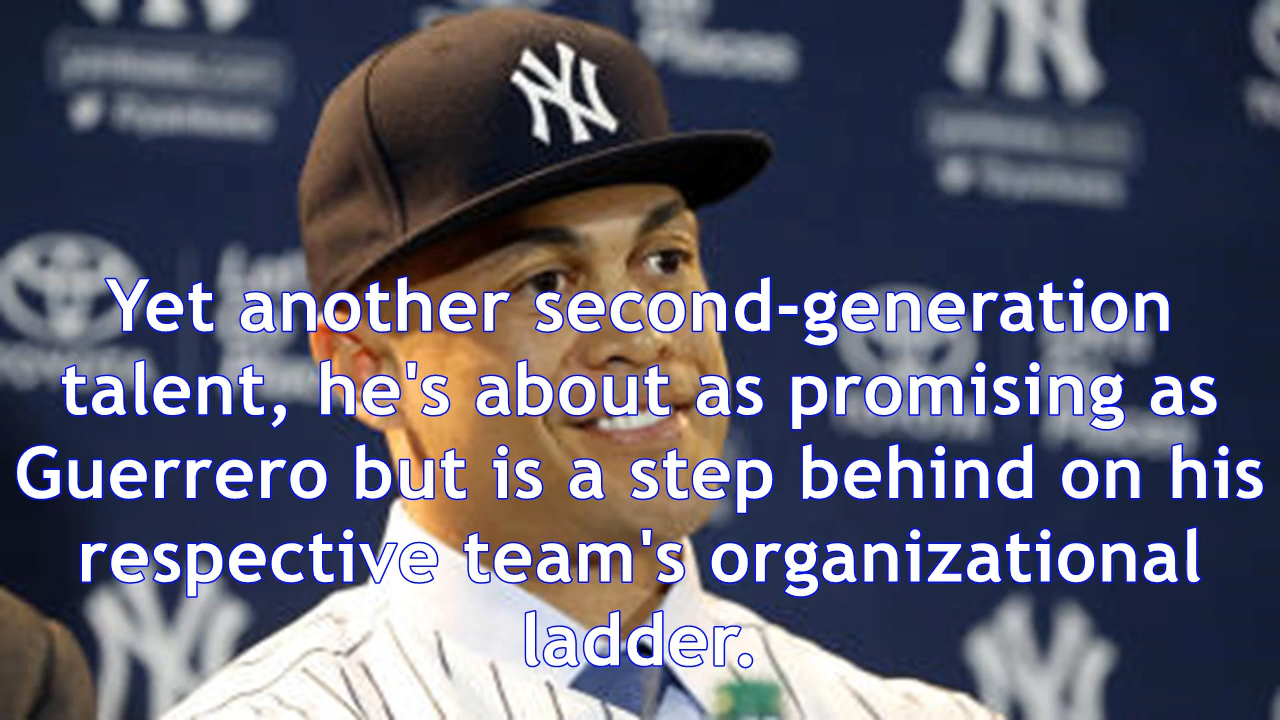 NY
Yet another second-generation
talent, he's about as promising as
Guerrero but is a step behind on his
respective team's organizational
ladder.